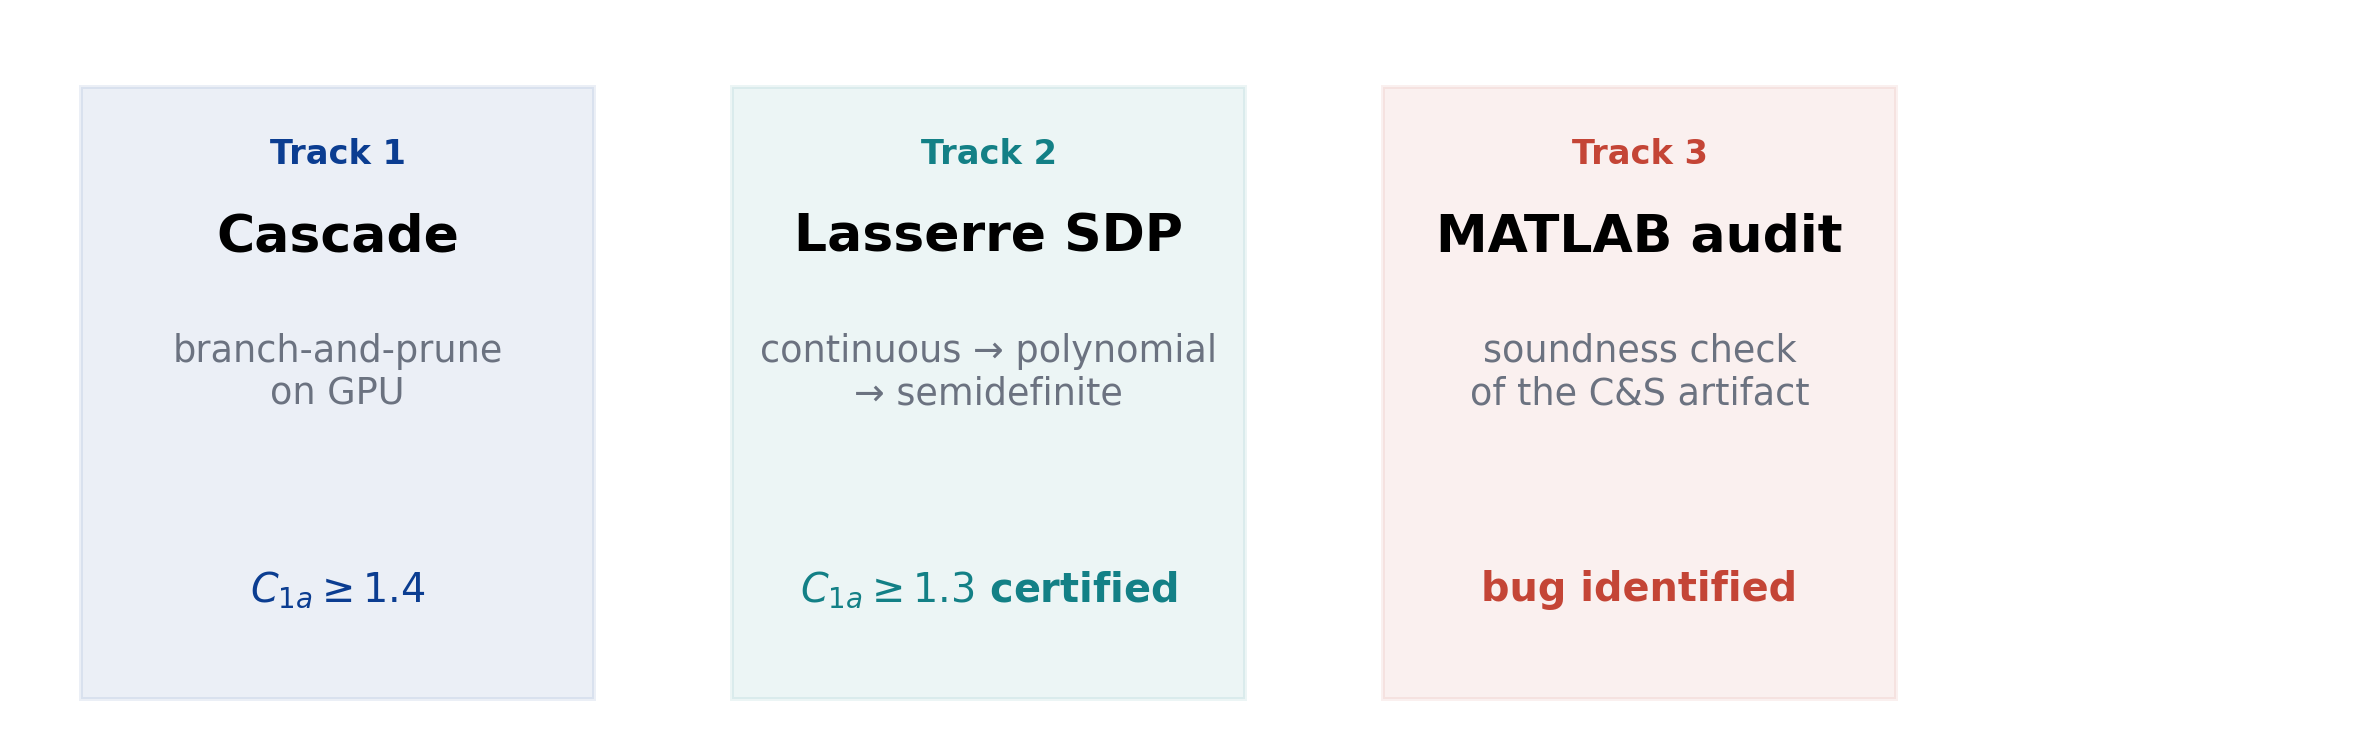 Track 1
Cascade
branch-and-prune
on GPU
C₁ₐ ≥ 1.4
Track 2
Lasserre SDP
continuous → polynomial
→ semidefinite
C₁ₐ ≥ 1.3 certified
Track 3
MATLAB audit
soundness check
of the C&S artifact
bug identified